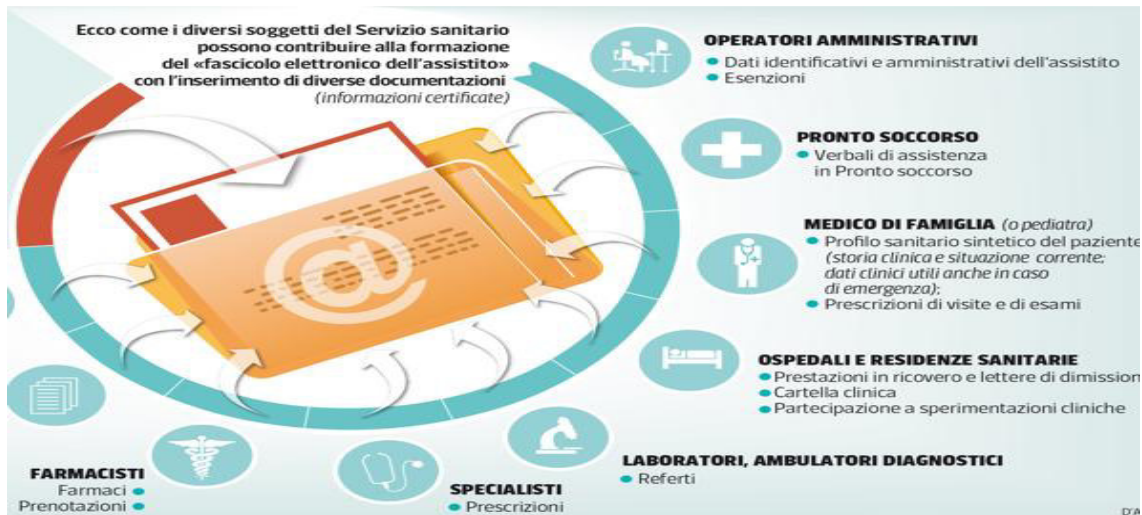 Ecco come i diversi soggetti del Servizio sanitario
possono contribuire alla formazione
del «fascicolo elettronico dell'assistito»
con l'inserimento di diverse documentazioni
(informazioni certificate)
OPERATORI AMMINISTRATIVI
• Dati identificativi e amministrativi dell'assistito
• Esenzioni
PRONTO SOCCORSO
• Verbali di assistenza
in Pronto soccorso
MEDICO DI FAMIGLIA (o pediatra)
• Profilo sanitario sintetico del paziente
(storia clinica e situazione corrente;
dati clinici utili anche in caso
di emergenza);
• Prescrizioni di visite e di esami
OSPEDALI E RESIDENZE SANITARIE
• Prestazioni in ricovero e lettere di dimission
• Cartella clinica
• Partecipazione a sperimentazioni cliniche
LABORATORI, AMBULATORI DIAGNOSTICI
• Referti
SPECIALISTI
• Prescrizioni
FARMACISTI
Farmaci •
Prenotazioni •
@
D'A